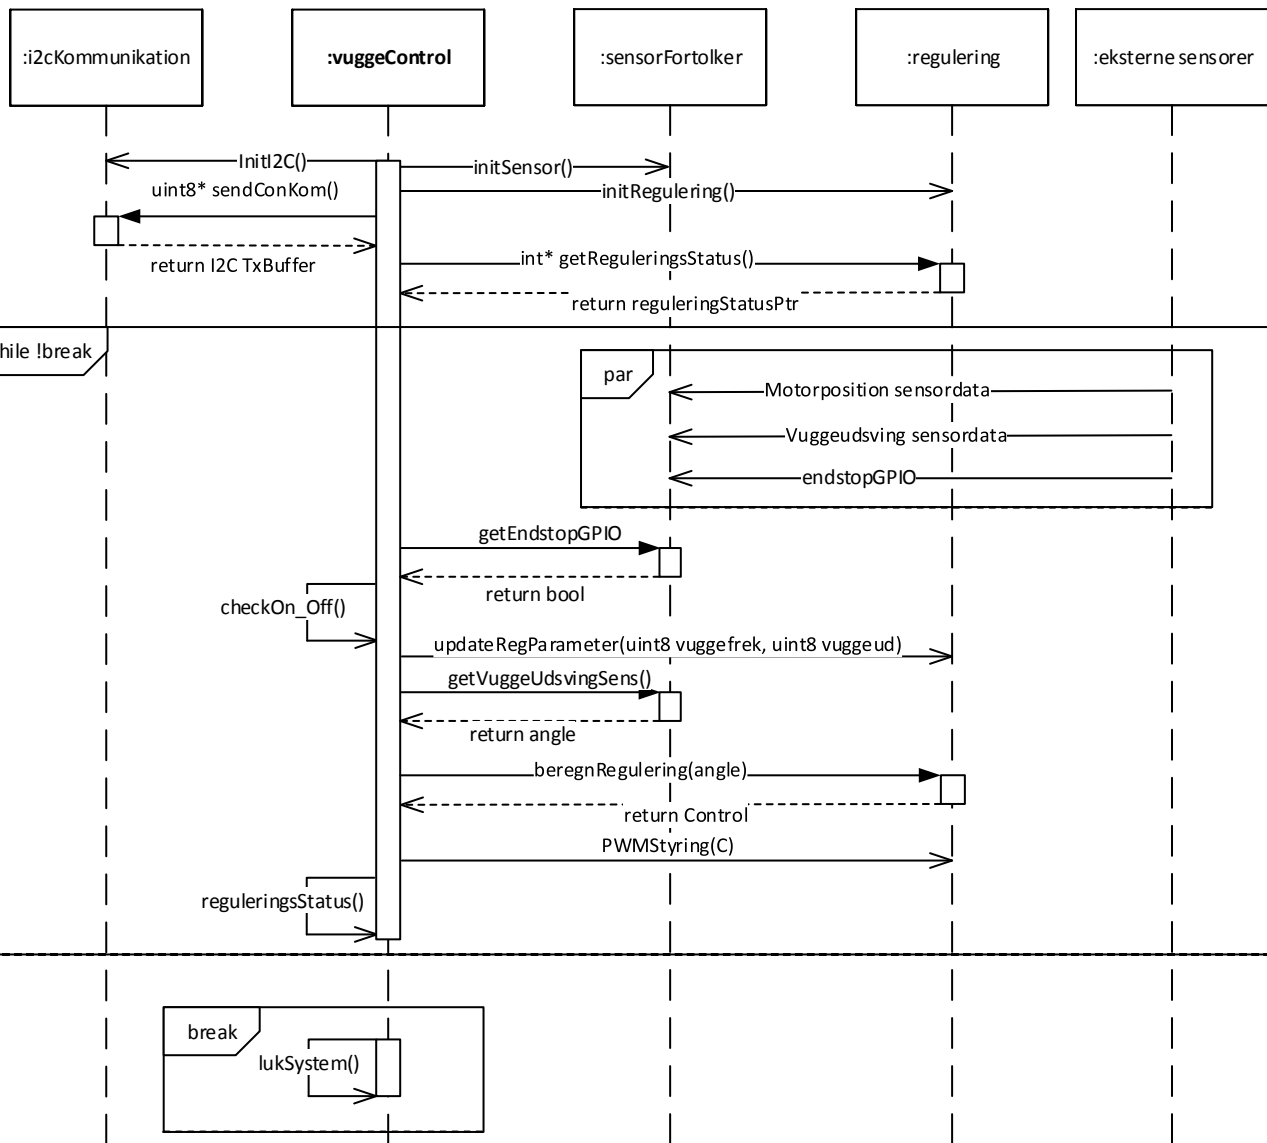 :i2cKommunikation
:vuggeControl
:sensorFortolker
:regulering
:eksterne sensorer
InitI2C()
initSensor()
uint8* sendConKom()
initRegulering()
return I2C TxBuffer
int* getReguleringsStatus()
return reguleringStatusPtr
hile !break
par
Motorposition sensordata
Vuggeudsving sensordata
endstopGPIO
getEndstopGPIO
return bool
checkOn_Off()
updateRegParameter(uint8 vuggefrek, uint8 vuggeud)
getVuggeUdsvingSens()
return angle
beregnRegulering(angle)
return Control
PWMStyring(C)
reguleringsStatus()
break
lukSystem()